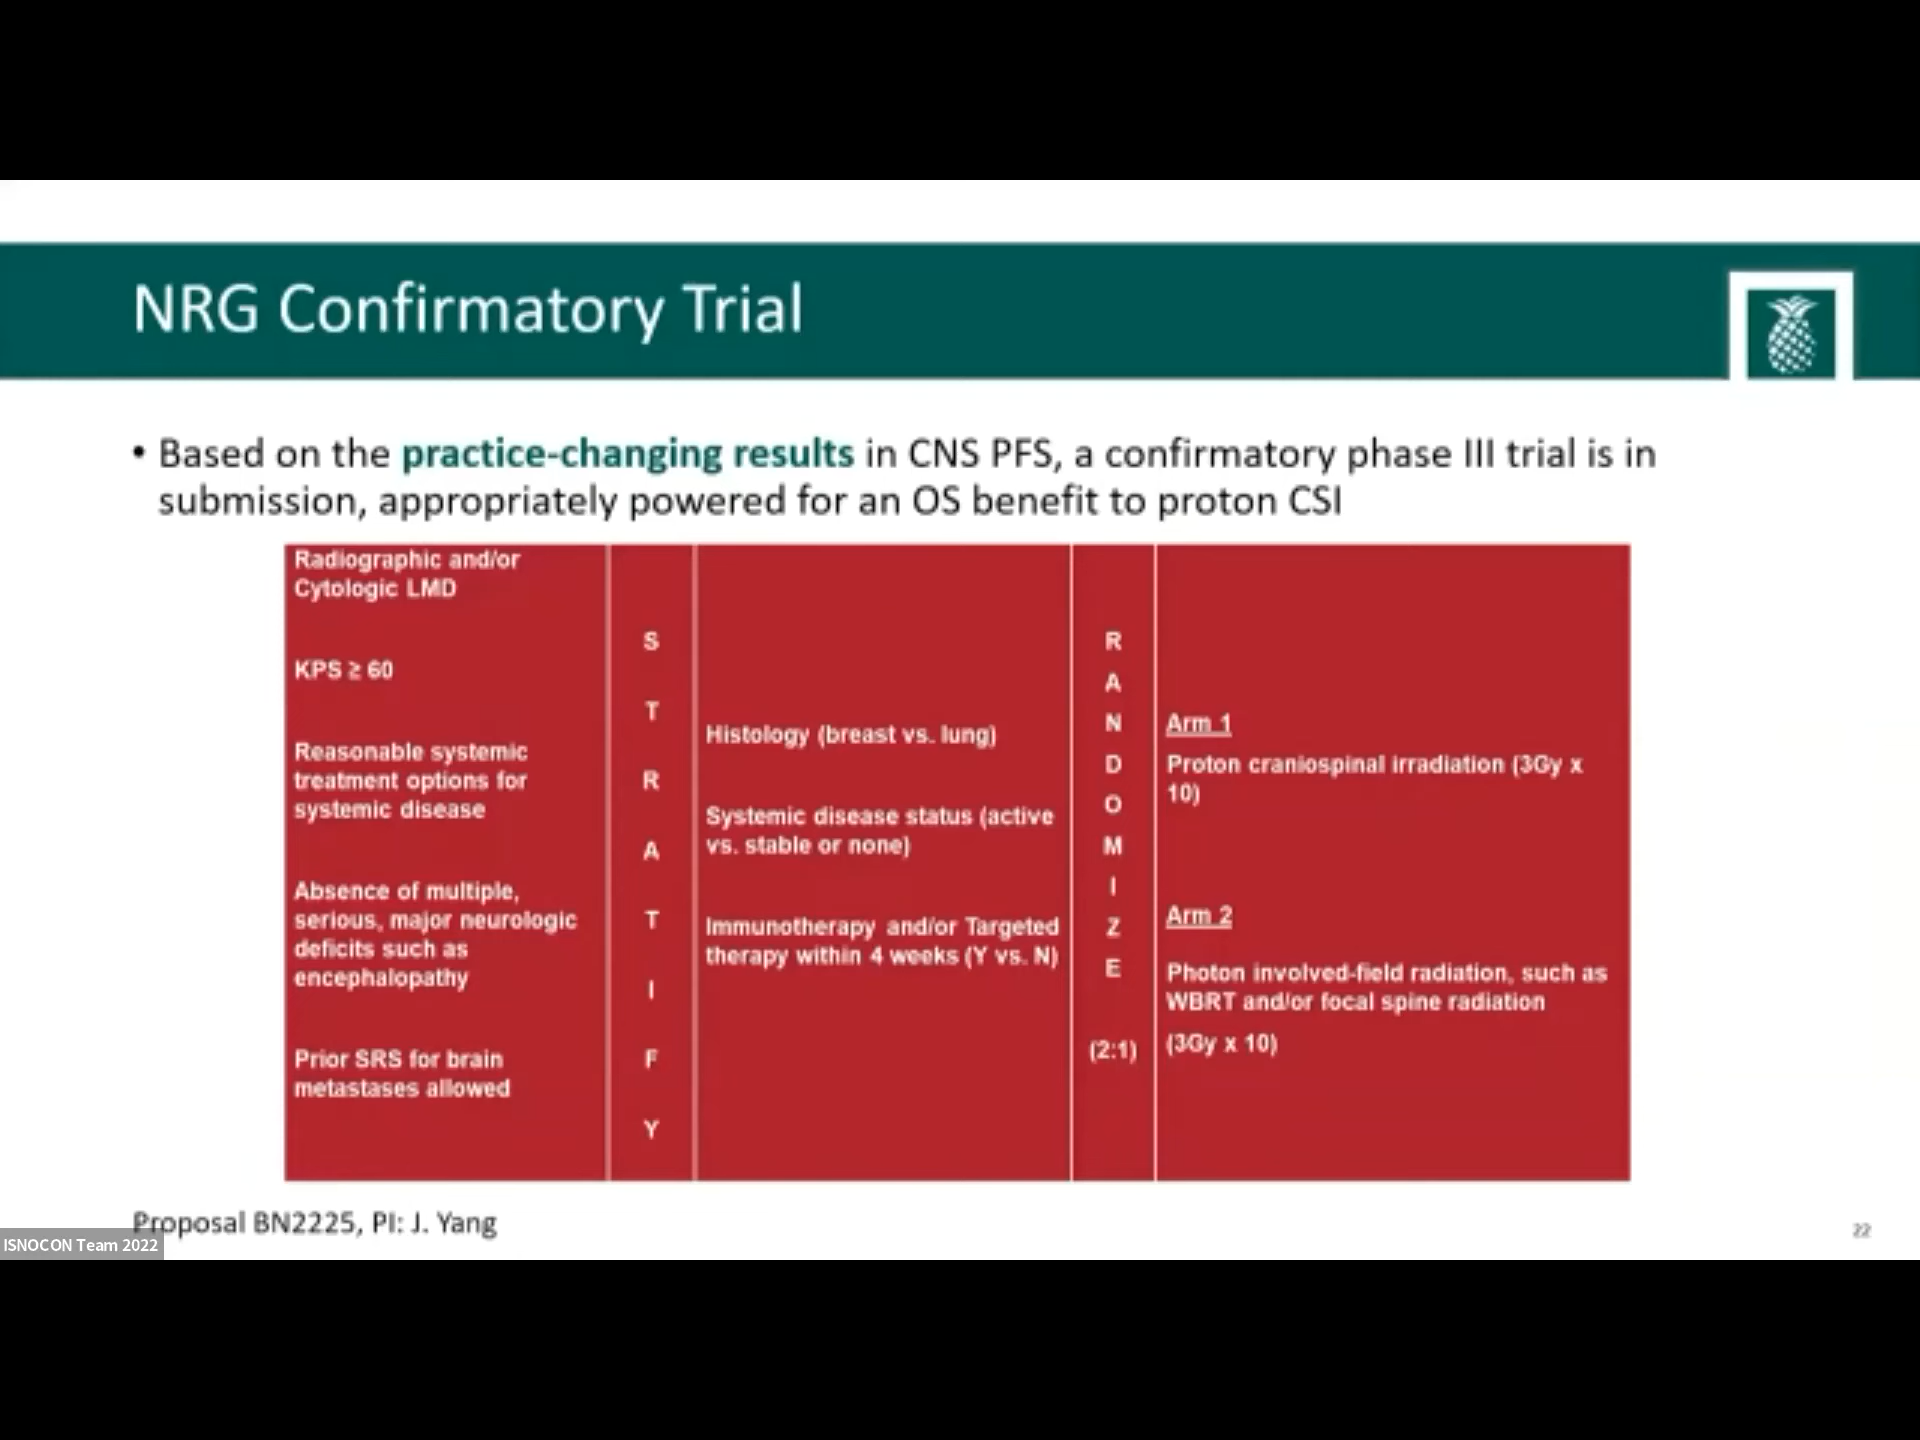 NRG Confirmatory Trial
• Based on the practice-changing results in CNS PFS, a confirmatory phase III trial is in
submission, appropriately powered for an OS benefit to proton CSI
Radiographic and/or
Cytologic LMD
KPS ≥ 60
Reasonable systemic
treatment options for
systemic disease
Absence of multiple,
serious, major neurologic
deficits such as
encephalopathy
Prior SRS for brain
metastases allowed
S
T
R
A
T
I
F
Y
Histology (breast vs. lung)
Systemic disease status (active
vs. stable or none)
Immunotherapy and/or Targeted
therapy within 4 weeks (Y vs. N)
R
A
N
D
O
M
I
Z
E
(2:1)
Arm 1
Proton craniospinal irradiation (3Gy x
10)
Arm 2
Photon involved-field radiation, such as
WBRT and/or focal spine radiation
(3Gy x 10)
Proposal BN2225, PI: J. Yang
ISNOCON Team 2022
22